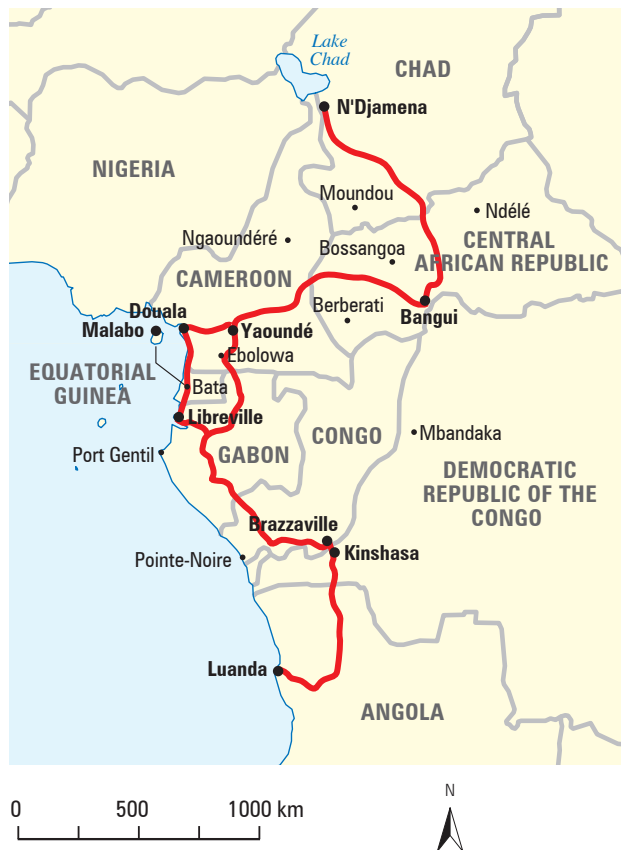 Lake
Chad
CHAD
N'Djamena
NIGERIA
Moundou
Ndélé
Ngaoundéré
Bossangoa
CENTRAL
AFRICAN REPUBLIC
CAMEROON
Berberati
Bangui
Douala
Malabo
Yaoundé
Ebolowa
EQUATORIAL
GUINEA
Bata
Libreville
CONGO
Mbandaka
Port Gentil
GABON
DEMOCRATIC
REPUBLIC OF THE
CONGO
Brazzaville
Kinshasa
Pointe-Noire
Luanda
ANGOLA
0 500 1000 km
N